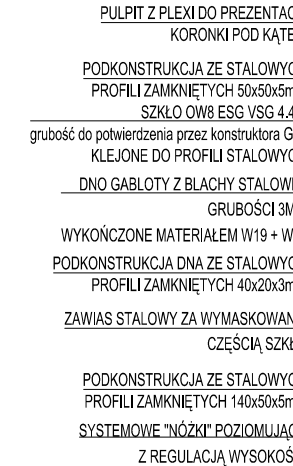 PULPIT Z PLEXI DO PREZENTAC
KORONKI POD KĄTE
PODKONSTRUKCJA ZE STALOWYC
PROFILI ZAMKNIĘTYCH 50x50x5m
SZKŁO OW8 ESG VSG 4.4
grubość do potwierdzenia przez konstruktora G
KLEJONE DO PROFILI STALOWYC
DNO GABLOTY Z BLACHY STALOWE
GRUBOŚCI 3M
WYKOŃCZONE MATERIAŁEM W19 + W
PODKONSTRUKCJA DNA ZE STALOWYC
PROFILI ZAMKNIĘTYCH 40x20x3m
ZAWIAS STALOWY ZA WYMASKOWAN
CZĘŚCIĄ SZKŁ
PODKONSTRUKCJA ZE STALOWYC
PROFILI ZAMKNIĘTYCH 140x50x5m
SYSTEMOWE "NÓŻKI" POZIOMUJĄC
Z REGULACJĄ WYSOKOŚ